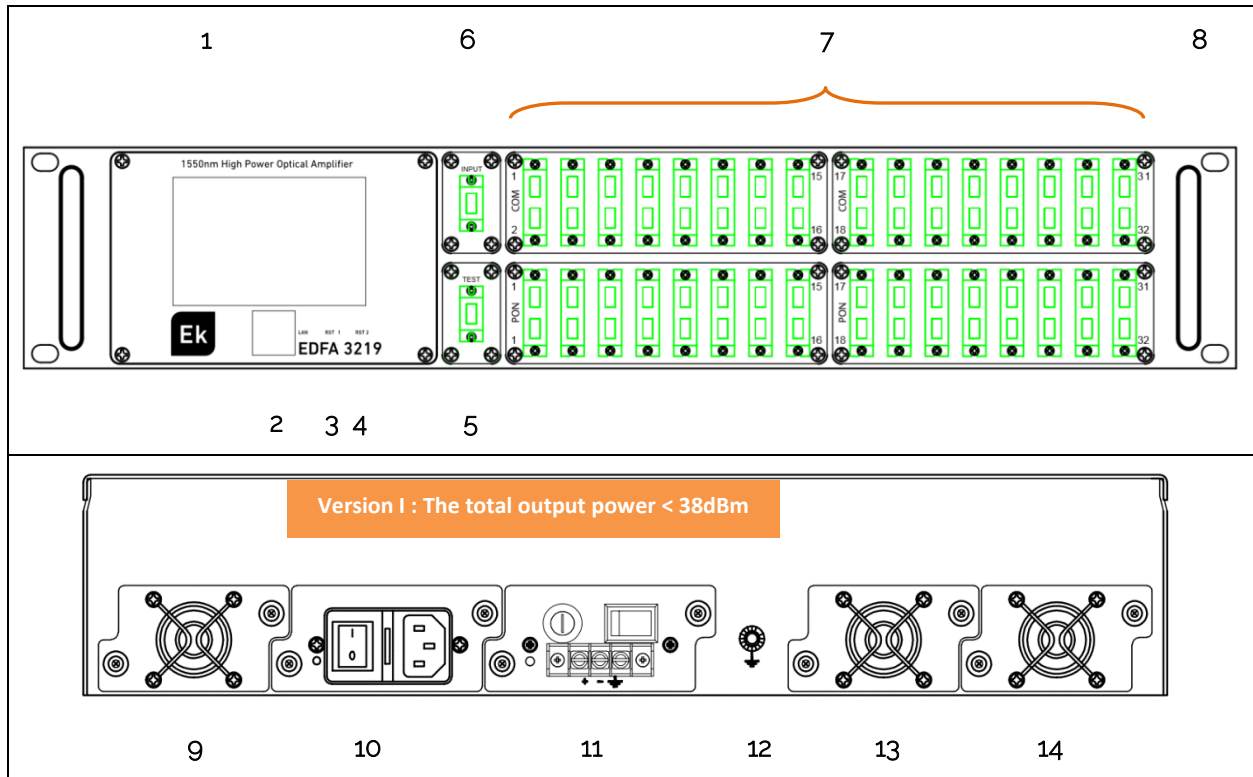 1 6 7 8
1550nm High Power Optical Amplifier
INPUT
1 15 17 31
COM COM
2 16 18 32
TEST
1 15 17 31
PON PON
1 16 18 32
Ek
LAN RST 1 RST 2
EDFA 3219
2 3 4 5
Version I : The total output power < 38dBm
I
0
+ -
9 10 11 12 13 14